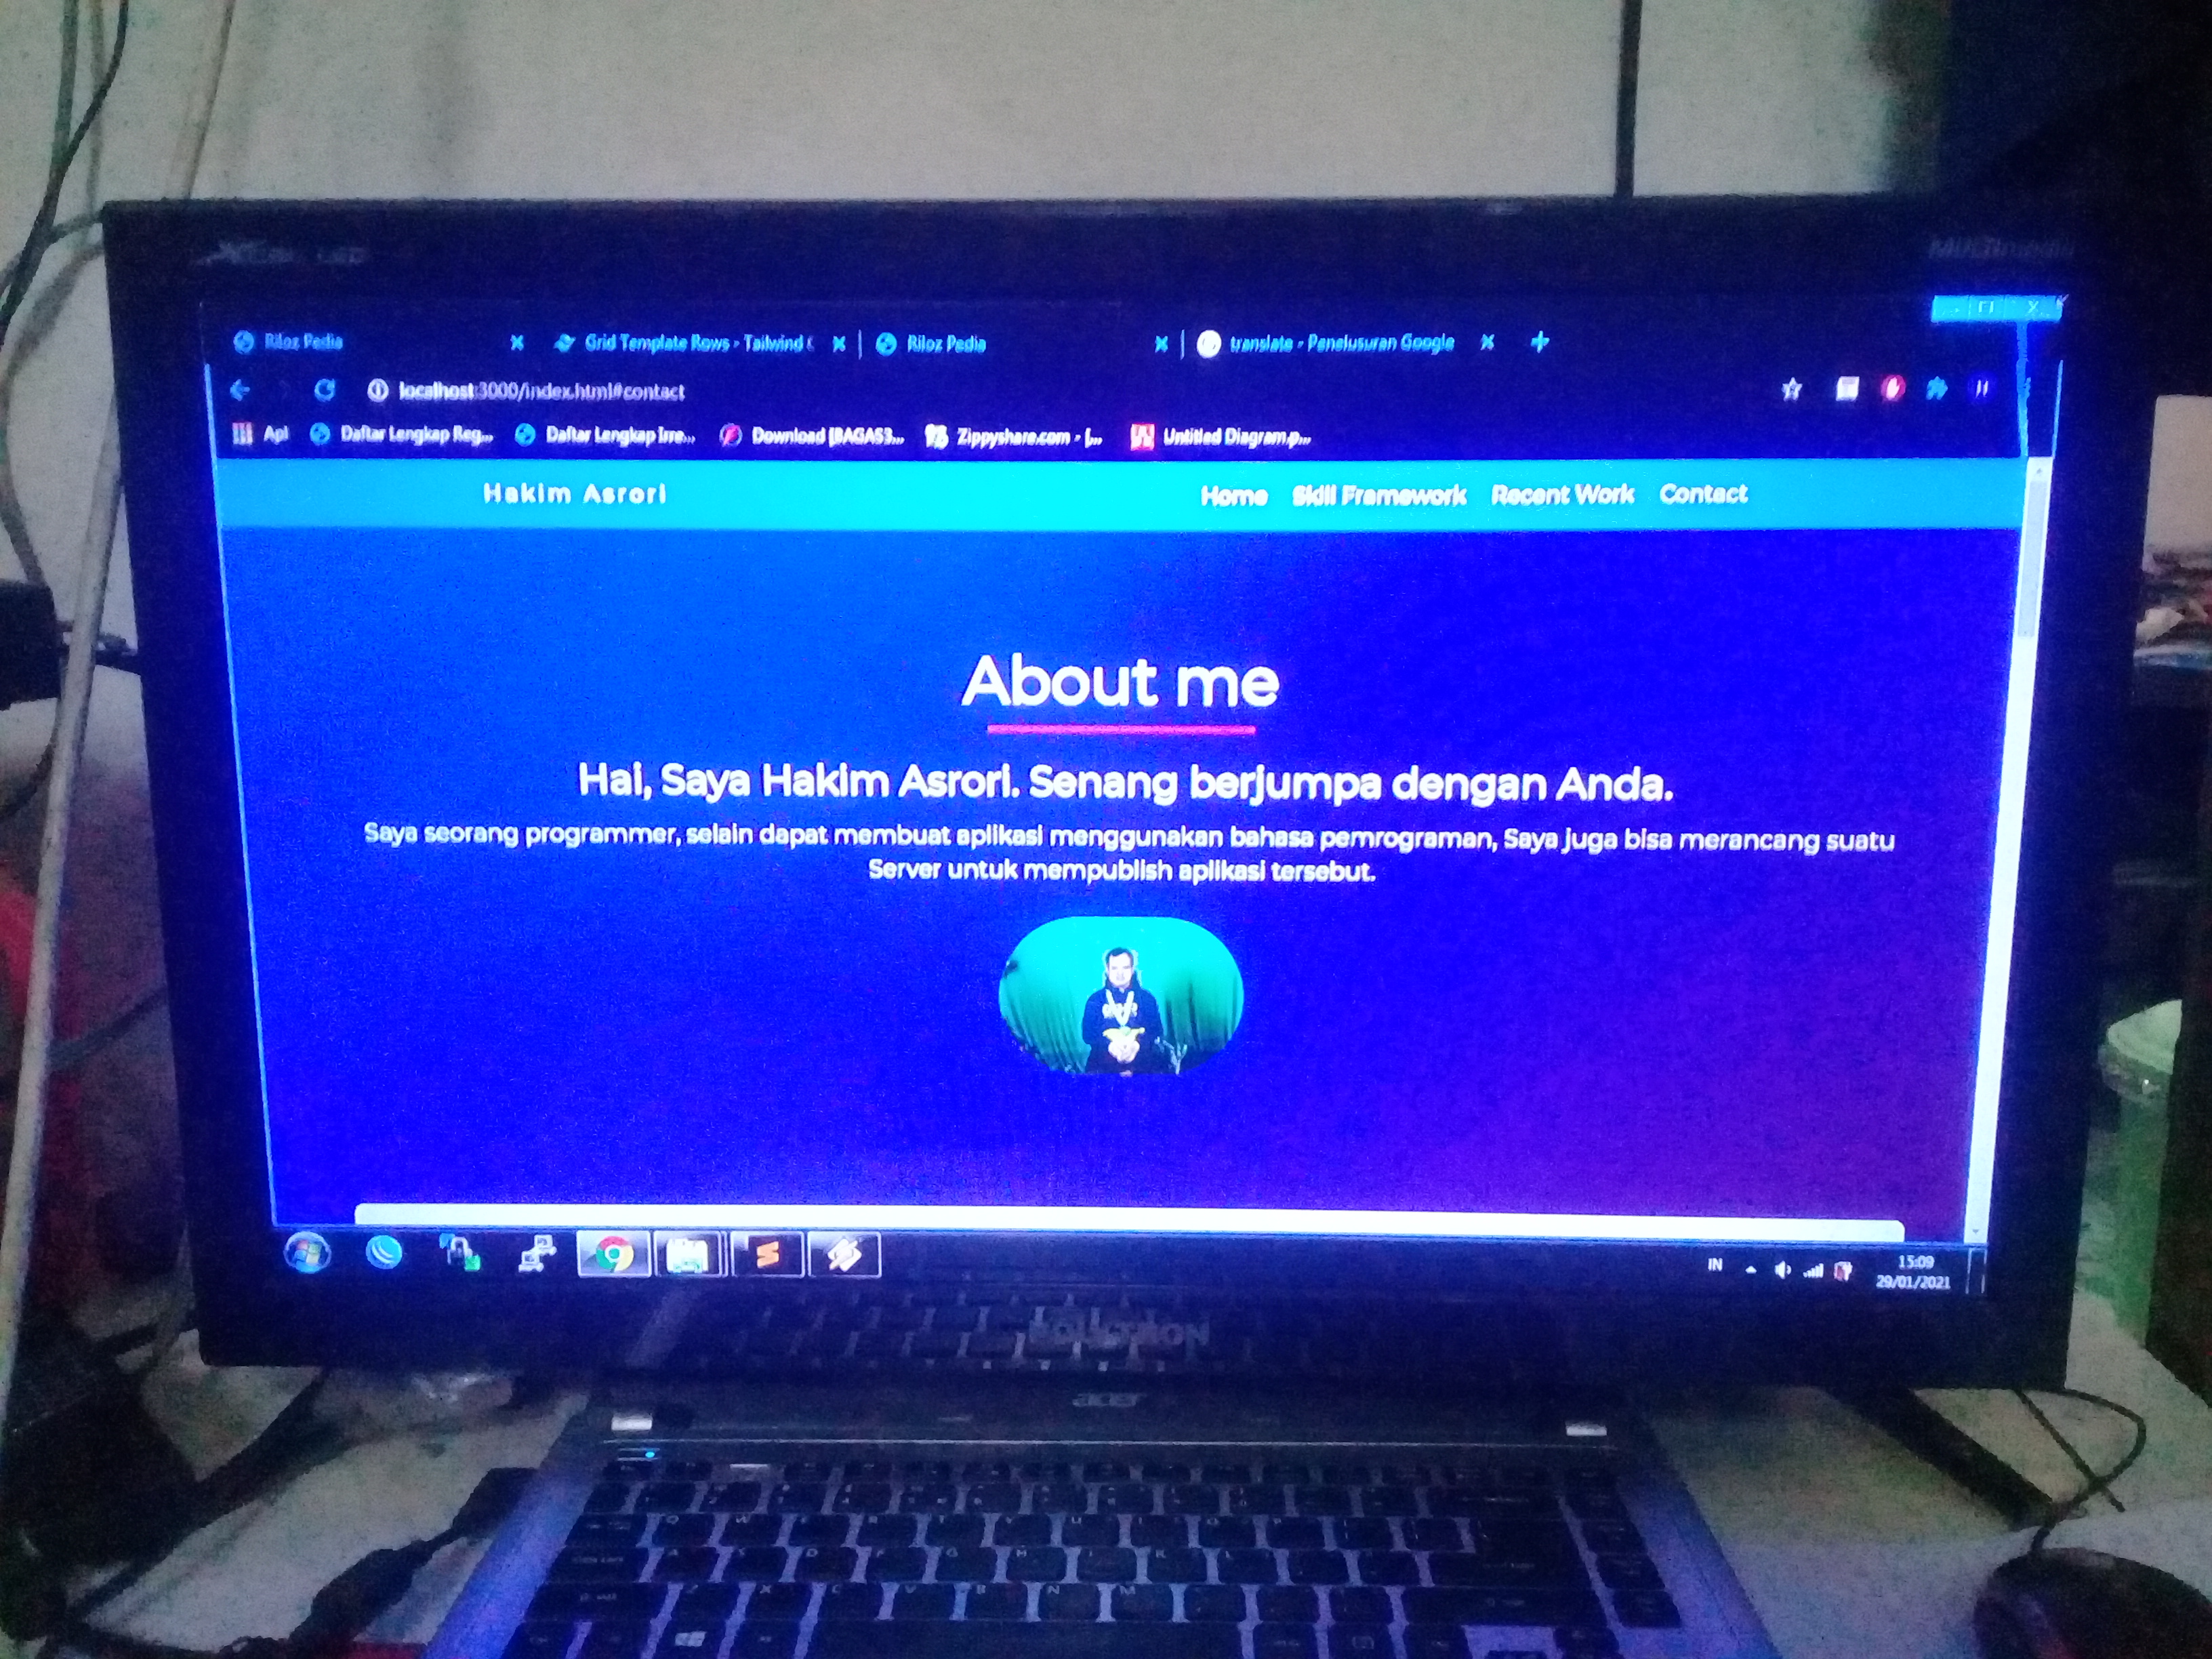 Riloz Pedia
Grid Template Rows - Tailwind C
Riloz Pedia
translate - Penelusuran Google
localhost:3000/index.html#contact
Apl
Daftar Lengkap Reg...
Daftar Lengkap Irre...
Download [BAGAS3...
Zippyshare.com - [...
Untitled Diagram.p...
Hakim Asrori
Home
Skill Framework
Recent Work
Contact
About me
Hai, Saya Hakim Asrori. Senang berjumpa dengan Anda.
Saya seorang programmer, selain dapat membuat aplikasi menggunakan bahasa pemrograman, Saya juga bisa merancang suatu
Server untuk mempublish aplikasi tersebut.
IN
15:09
29/01/2021
POLYTRON
acer